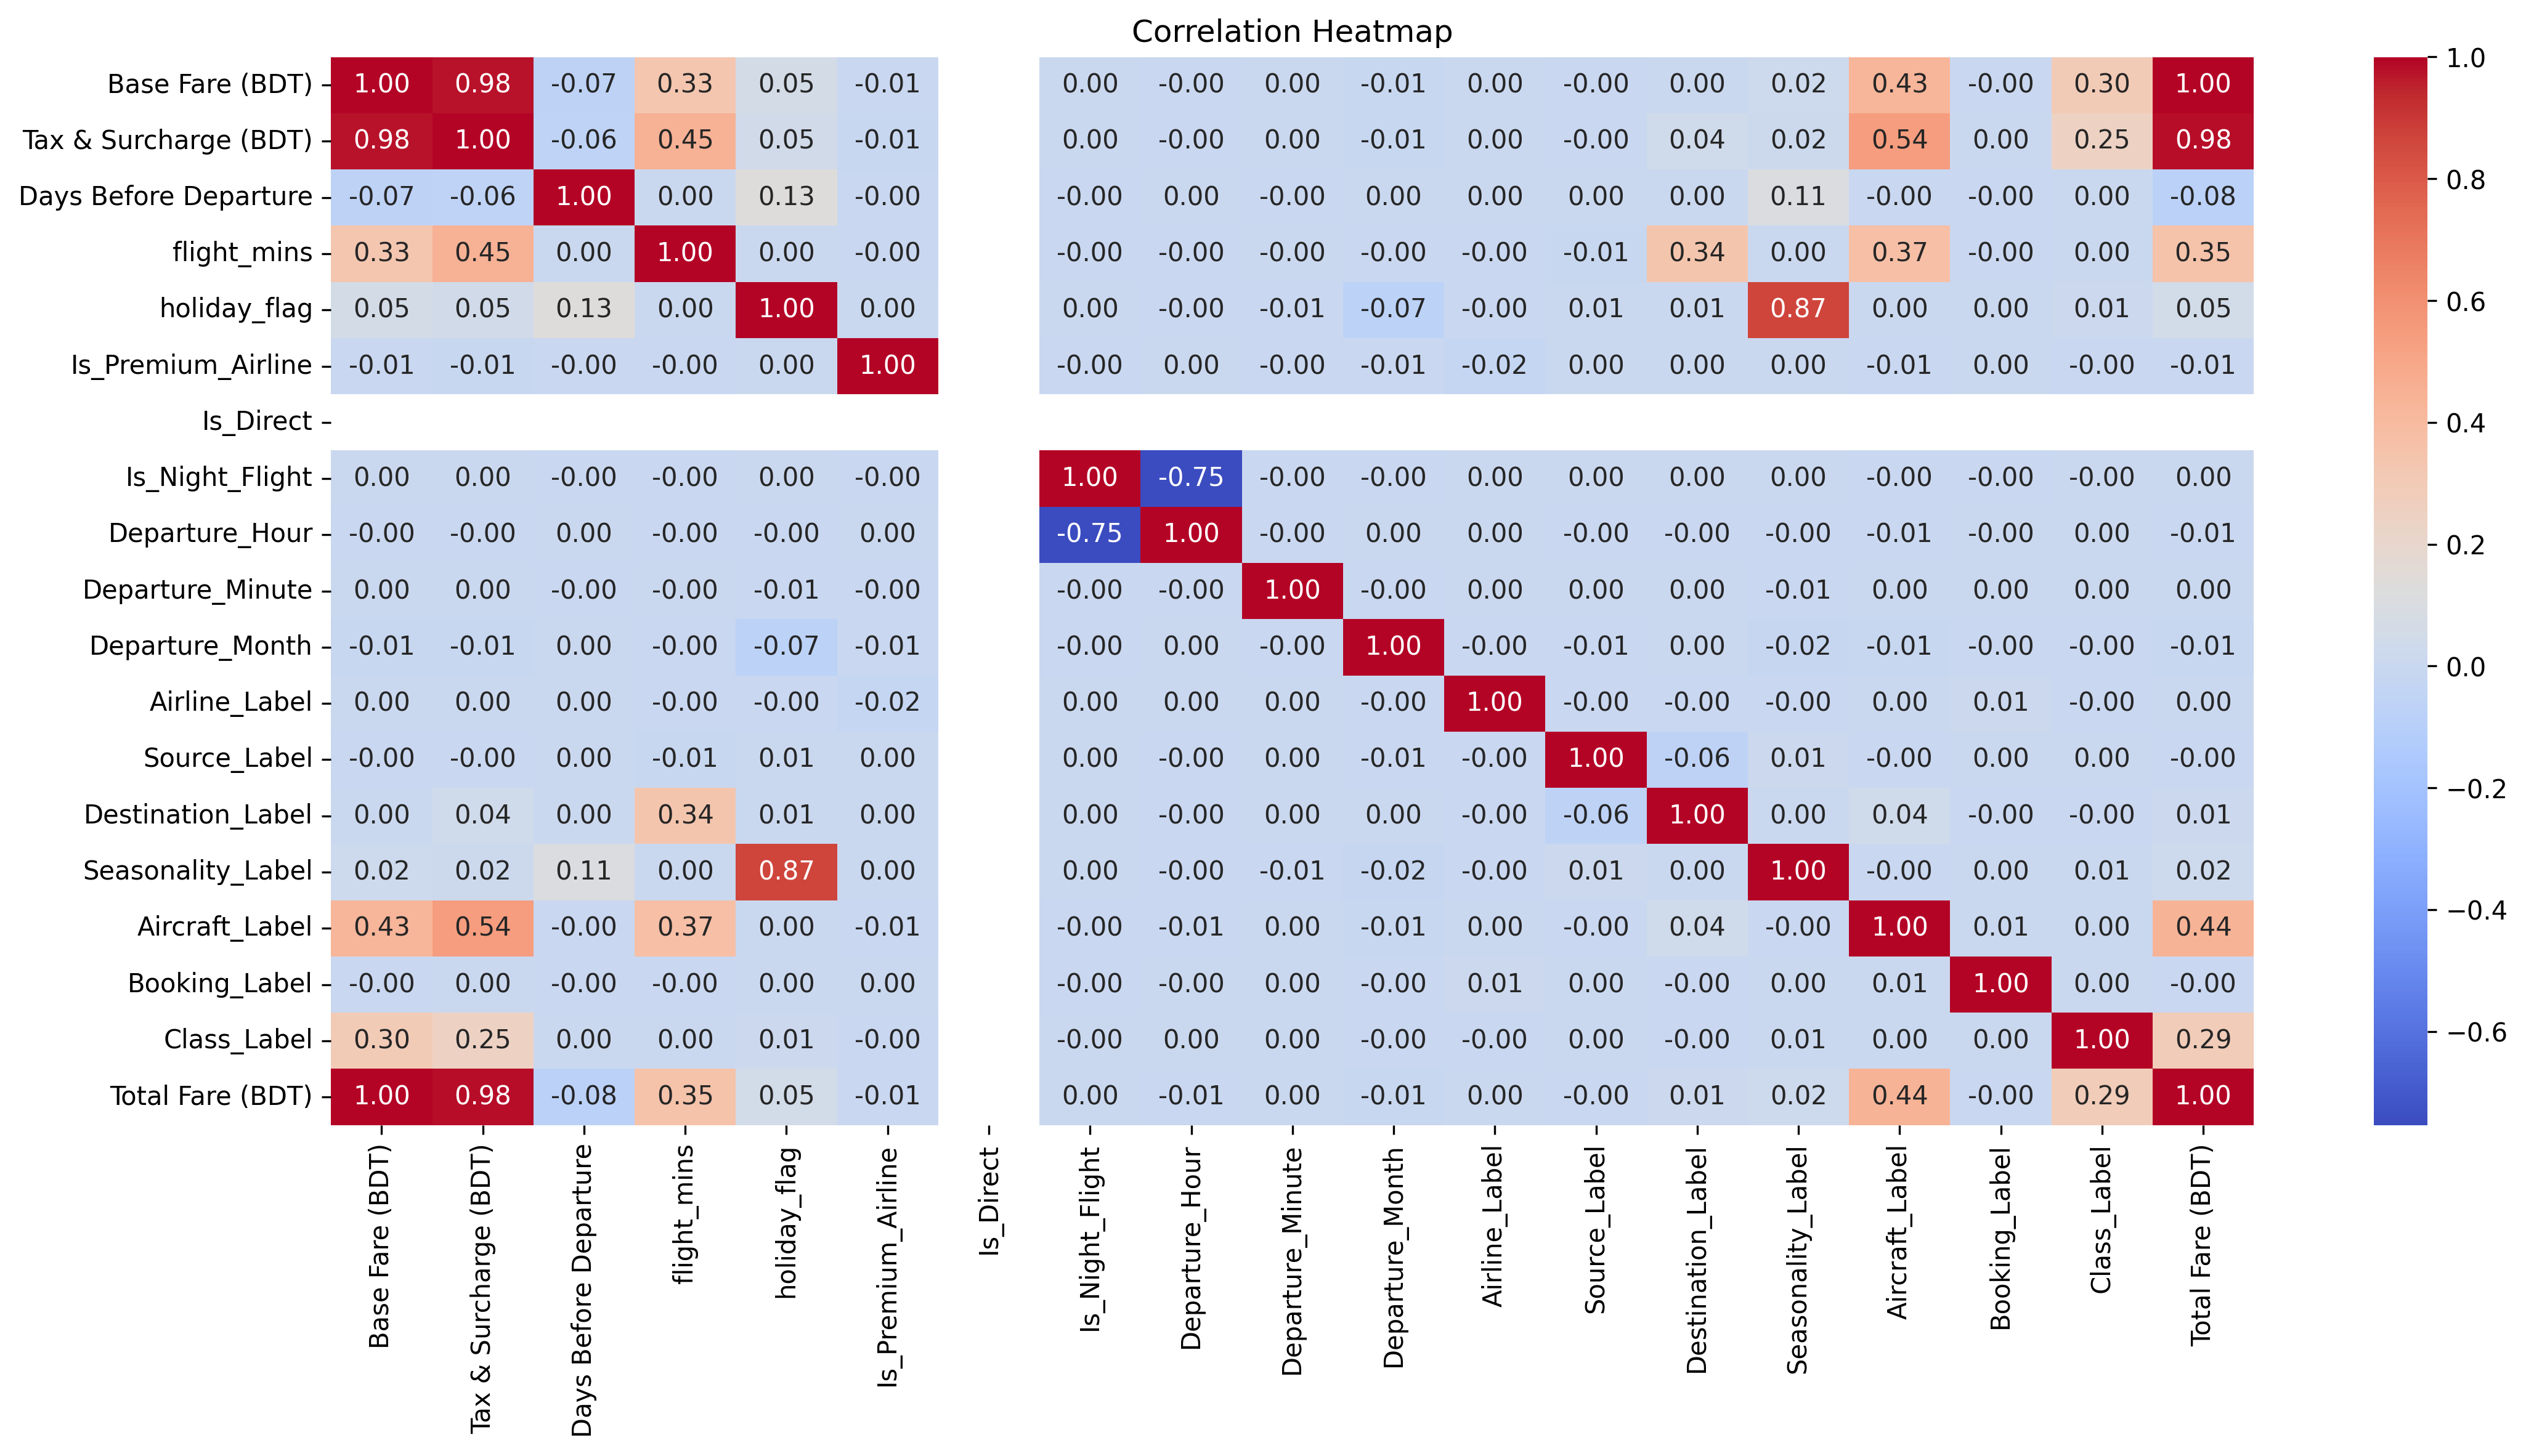 Correlation Heatmap
Base Fare (BDT) 1.00 0.98 -0.07 0.33 0.05 -0.01 0.00 -0.00 0.00 -0.01 0.00 -0.00 0.00 0.02 0.43 -0.00 0.30 1.00
Tax & Surcharge (BDT) 0.98 1.00 -0.06 0.45 0.05 -0.01 0.00 -0.00 0.00 -0.01 0.00 -0.00 0.04 0.02 0.54 0.00 0.25 0.98
Days Before Departure -0.07 -0.06 1.00 0.00 0.13 -0.00 -0.00 0.00 -0.00 0.00 0.00 0.00 0.00 0.11 -0.00 -0.00 0.00 -0.08
flight_mins 0.33 0.45 0.00 1.00 0.00 -0.00 -0.00 -0.00 -0.00 -0.00 -0.00 -0.01 0.34 0.00 0.37 -0.00 0.00 0.35
holiday_flag 0.05 0.05 0.13 0.00 1.00 0.00 0.00 -0.00 -0.01 -0.07 -0.00 0.01 0.01 0.87 0.00 0.00 0.01 0.05
Is_Premium_Airline -0.01 -0.01 -0.00 -0.00 0.00 1.00 -0.00 0.00 -0.00 -0.01 -0.02 0.00 0.00 0.00 -0.01 0.00 -0.00 -0.01
Is_Direct
Is_Night_Flight 0.00 0.00 -0.00 -0.00 0.00 -0.00 1.00 -0.75 -0.00 -0.00 0.00 0.00 0.00 0.00 -0.00 -0.00 -0.00 0.00
Departure_Hour -0.00 -0.00 0.00 -0.00 -0.00 0.00 -0.75 1.00 -0.00 0.00 0.00 -0.00 -0.00 -0.00 -0.01 -0.00 0.00 -0.01
Departure_Minute 0.00 0.00 -0.00 -0.00 -0.01 -0.00 -0.00 -0.00 1.00 -0.00 0.00 0.00 0.00 -0.01 0.00 0.00 0.00 0.00
Departure_Month -0.01 -0.01 0.00 -0.00 -0.07 -0.01 -0.00 0.00 -0.00 1.00 -0.00 -0.01 0.00 -0.02 -0.01 -0.00 -0.00 -0.01
Airline_Label 0.00 0.00 0.00 -0.00 -0.00 -0.02 0.00 0.00 0.00 -0.00 1.00 -0.00 -0.00 -0.00 0.00 0.01 -0.00 0.00
Source_Label -0.00 -0.00 0.00 -0.01 0.01 0.00 0.00 -0.00 0.00 -0.01 -0.00 1.00 -0.06 0.01 -0.00 0.00 0.00 -0.00
Destination_Label 0.00 0.04 0.00 0.34 0.01 0.00 0.00 -0.00 0.00 0.00 -0.00 -0.06 1.00 0.00 0.04 -0.00 -0.00 0.01
Seasonality_Label 0.02 0.02 0.11 0.00 0.87 0.00 0.00 -0.00 -0.01 -0.02 -0.00 0.01 0.00 1.00 -0.00 0.00 0.01 0.02
Aircraft_Label 0.43 0.54 -0.00 0.37 0.00 -0.01 -0.00 -0.01 0.00 -0.01 0.00 -0.00 0.04 -0.00 1.00 0.01 0.00 0.44
Booking_Label -0.00 0.00 -0.00 -0.00 0.00 0.00 -0.00 -0.00 0.00 -0.00 0.01 0.00 -0.00 0.00 0.01 1.00 0.00 -0.00
Class_Label 0.30 0.25 0.00 0.00 0.01 -0.00 -0.00 0.00 0.00 -0.00 -0.00 0.00 -0.00 0.01 0.00 0.00 1.00 0.29
Total Fare (BDT) 1.00 0.98 -0.08 0.35 0.05 -0.01 0.00 -0.01 0.00 -0.01 0.00 -0.00 0.01 0.02 0.44 -0.00 0.29 1.00
Base Fare (BDT)
Tax & Surcharge (BDT)
Days Before Departure
flight_mins
holiday_flag
Is_Premium_Airline
Is_Direct
Is_Night_Flight
Departure_Hour
Departure_Minute
Departure_Month
Airline_Label
Source_Label
Destination_Label
Seasonality_Label
Aircraft_Label
Booking_Label
Class_Label
Total Fare (BDT)
1.0
0.8
0.6
0.4
0.2
0.0
−0.2
−0.4
−0.6